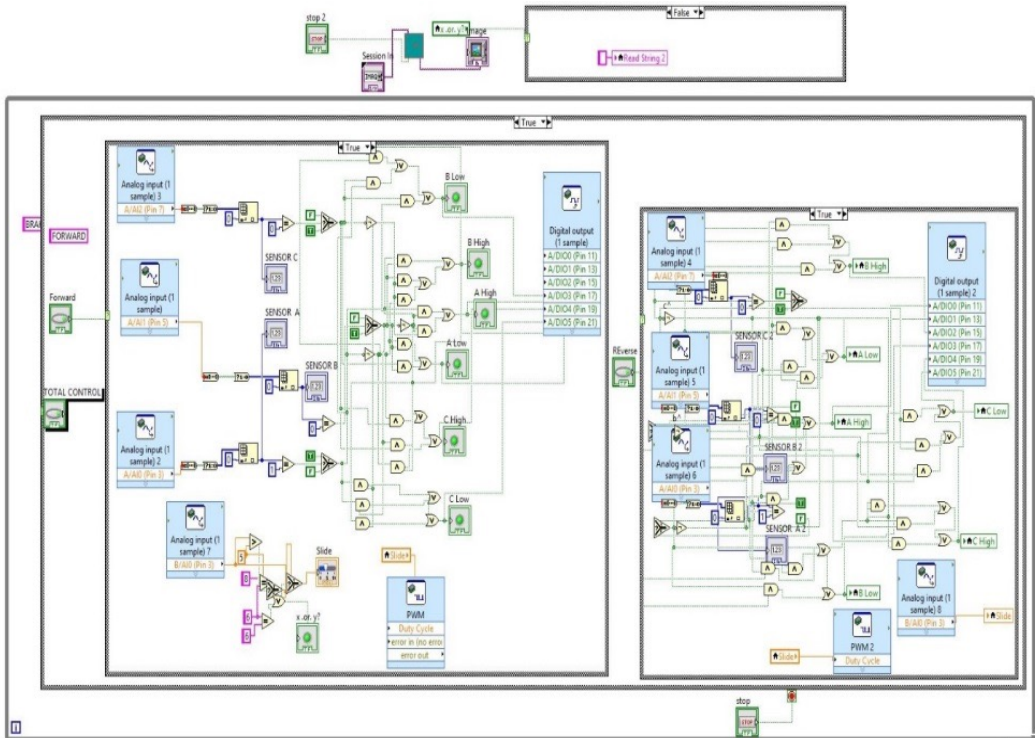 stop 2
STOP
Session In
x .or. y?
mage
False
Read String 2
True
True
Analog input (1
sample) 3
A/AI2 (Pin 7)
FORWARD
Analog input (1
sample)
A/AI1 (Pin 5)
Forward
TOTAL CONTROL
Analog input (1
sample) 2
A/AI0 (Pin 3)
Analog input (1
sample) 7
B/AI0 (Pin 3)
SENSOR C
SENSOR A
SENSOR B
B Low
B High
A High
A Low
C High
C Low
Digital output
(1 sample)
A/DIO0 (Pin 11)
A/DIO1 (Pin 13)
A/DIO2 (Pin 15)
A/DIO3 (Pin 17)
A/DIO4 (Pin 19)
A/DIO5 (Pin 21)
Slide
x .or. y?
Slide
PWM
Duty Cycle
error in (no error
error out
True
Analog input (1
sample) 4
A/AI2 (Pin 7)
Analog input (1
sample) 5
A/AI1 (Pin 5)
Analog input (1
sample) 6
A/AI0 (Pin 3)
REverse
SENSOR C 2
SENSOR B 2
SENSOR A 2
B High
A Low
A High
C Low
C High
B Low
Digital output
(1 sample) 2
A/DIO0 (Pin 11)
A/DIO1 (Pin 13)
A/DIO2 (Pin 15)
A/DIO3 (Pin 17)
A/DIO4 (Pin 19)
A/DIO5 (Pin 21)
Analog input (1
sample) 8
B/AI0 (Pin 3)
Slide
Slide
PWM 2
Duty Cycle
stop
STOP
i